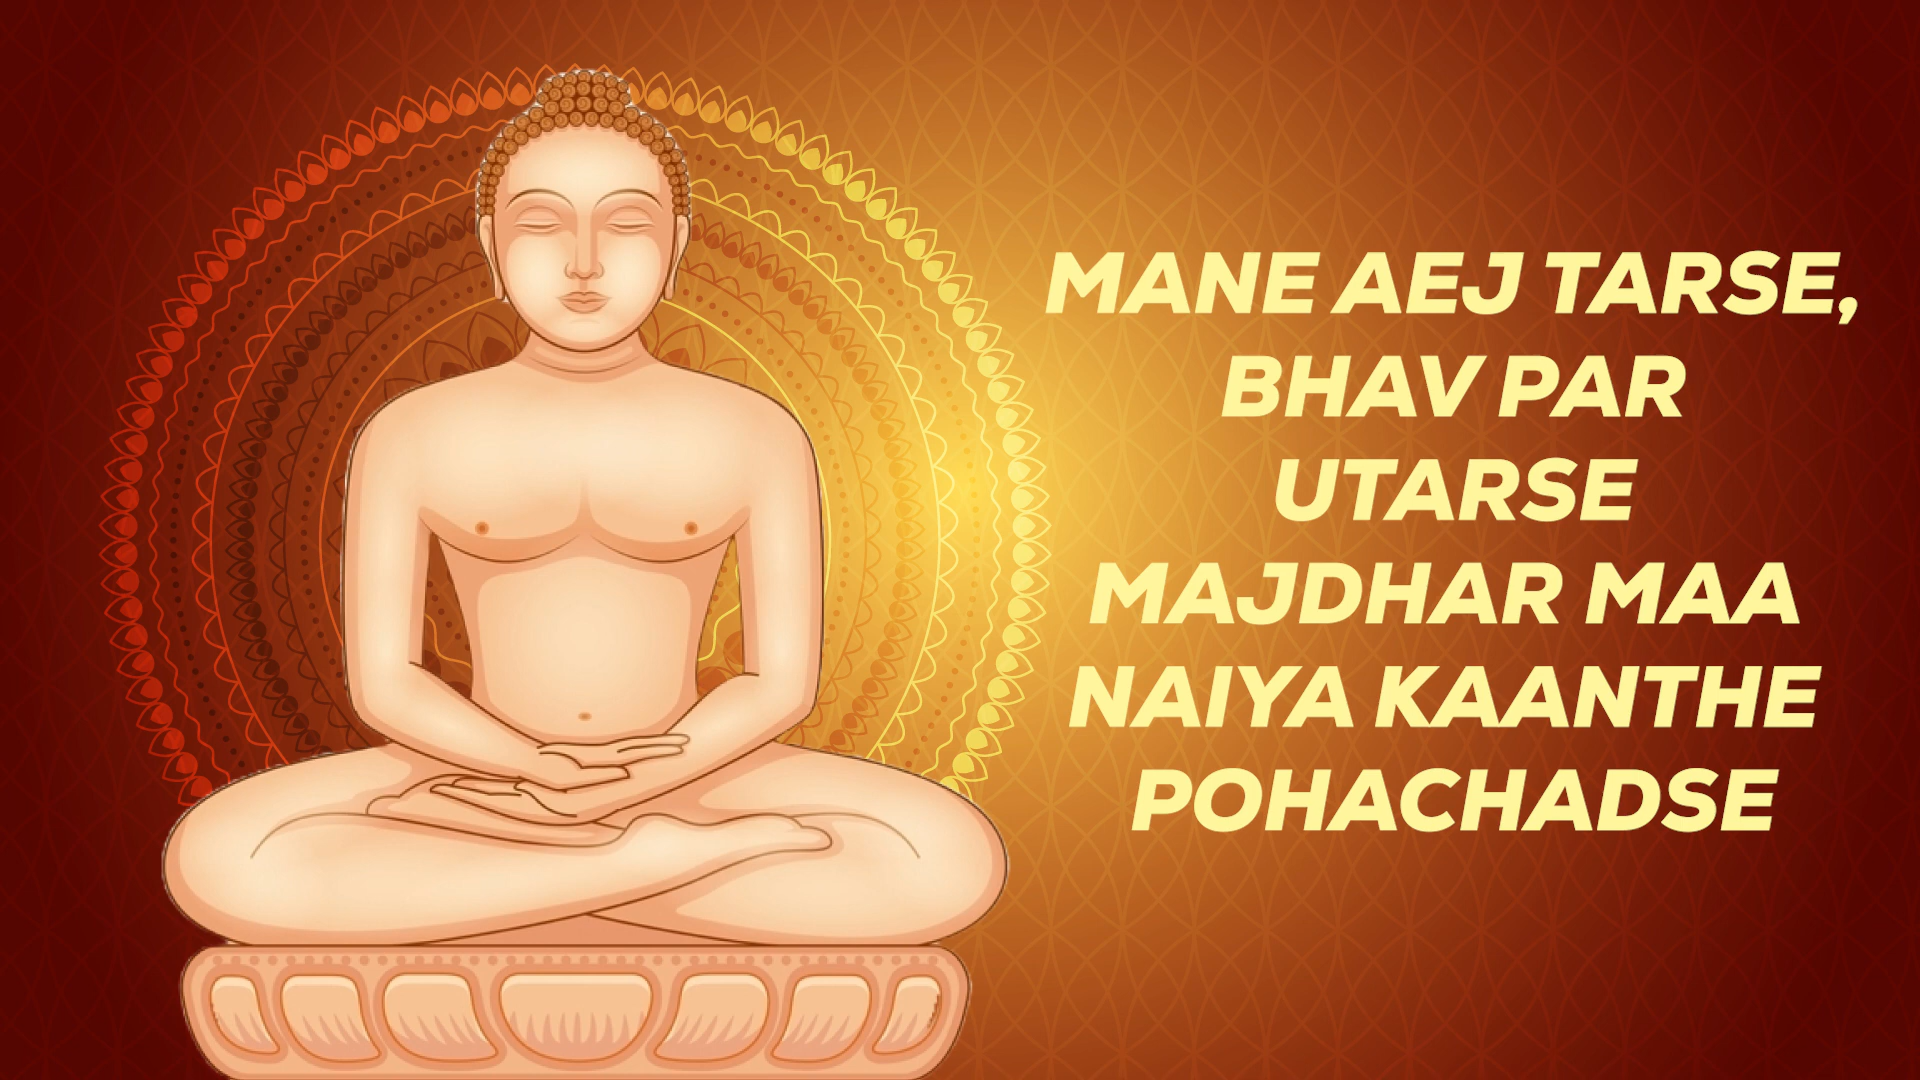 MANE AEJ TARSE,
BHAV PAR
UTARSE
MAJDHAR MAA
NAIYA KAANTHE
POHACHADSE